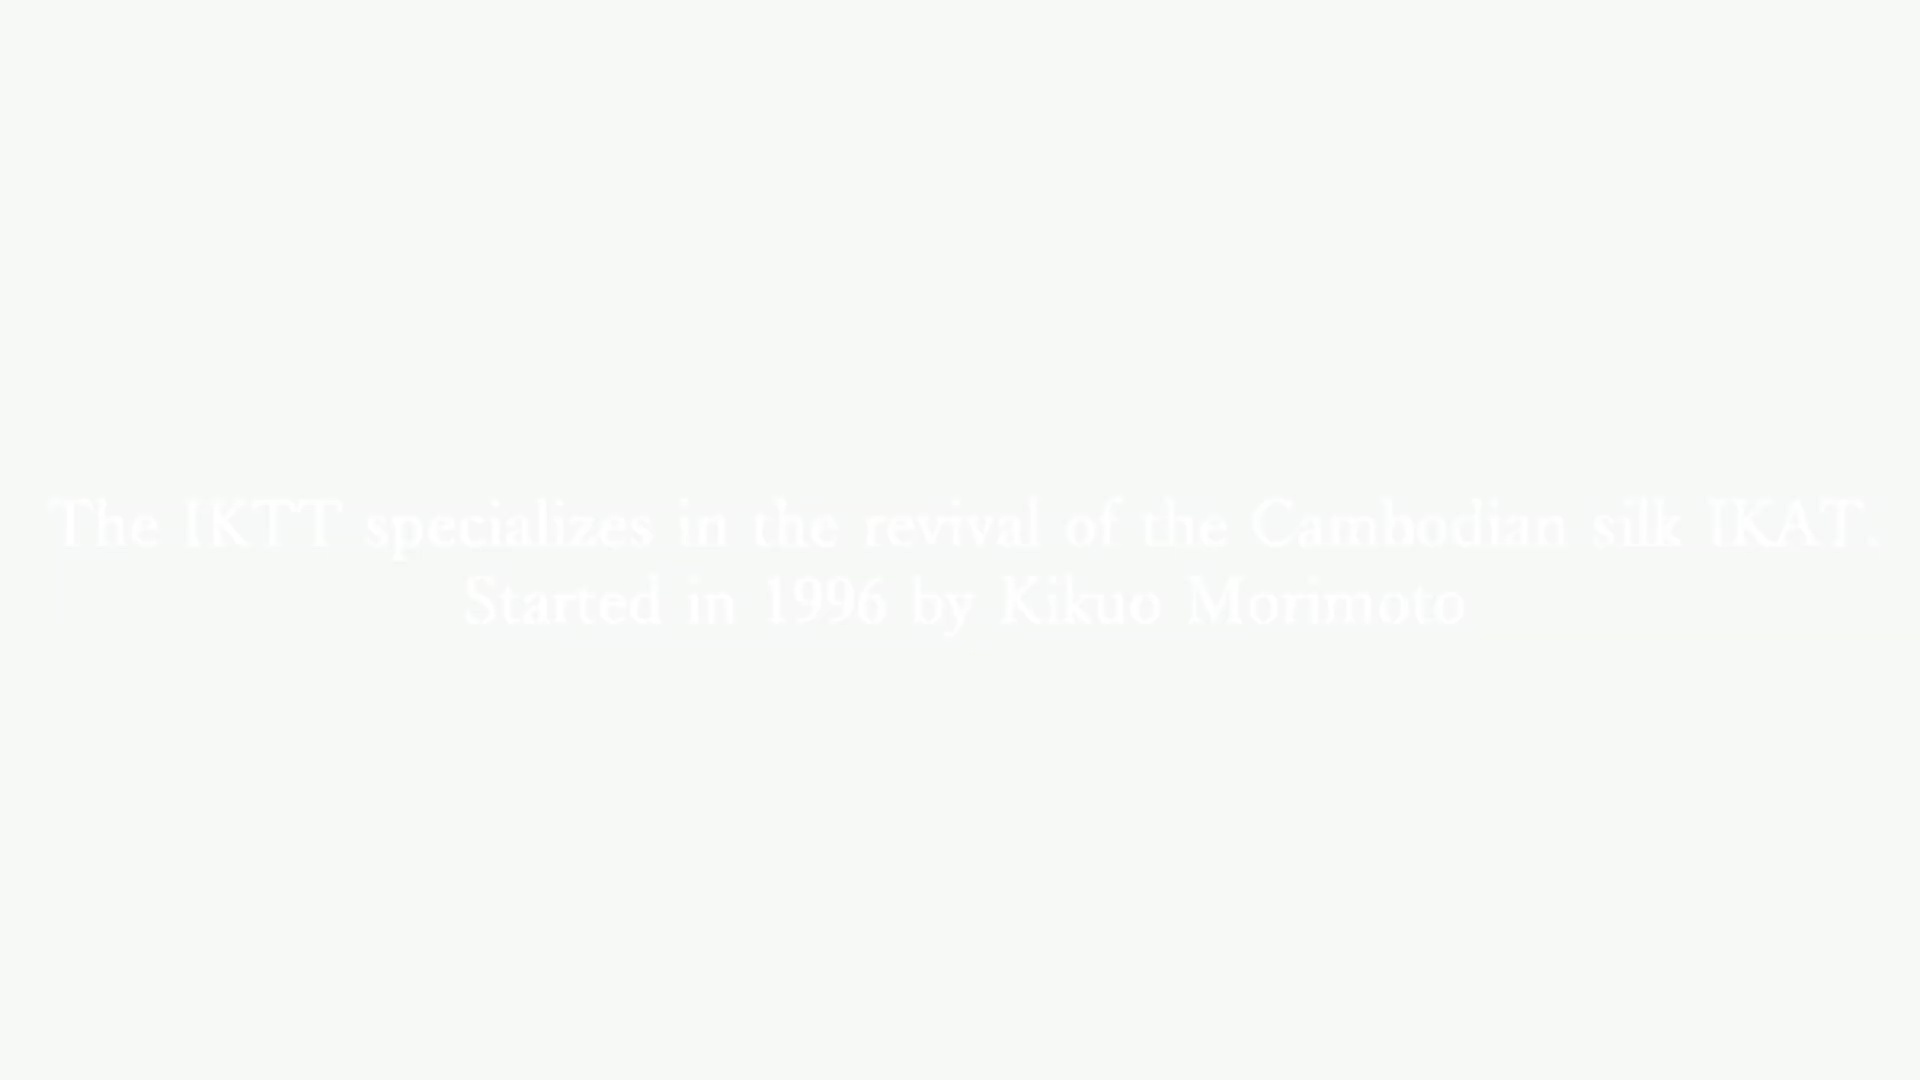 The IKTT specializes in the revival of the Cambodian silk IKAT.
Started in 1996 by Kikuo Morimoto